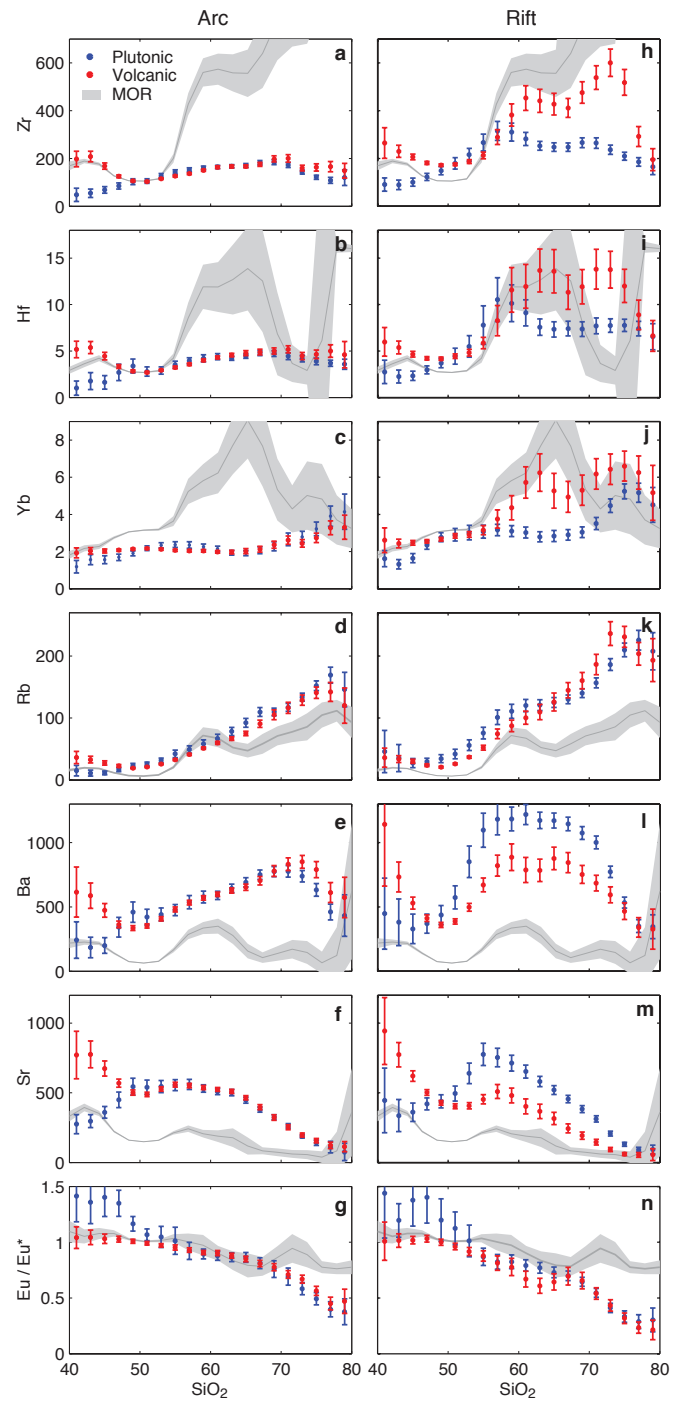 Arc Rift
Plutonic
Volcanic
MOR
a
h
600
400
200
0
Zr
b
i
15
10
5
0
Hf
c
j
8
6
4
2
0
Yb
d
k
200
100
0
Rb
e
l
1000
500
0
Ba
f
m
1000
500
0
Sr
g
n
1.5
1
0.5
0
Eu / Eu*
40 50 60 70 80 40 50 60 70 80
SiO₂ SiO₂